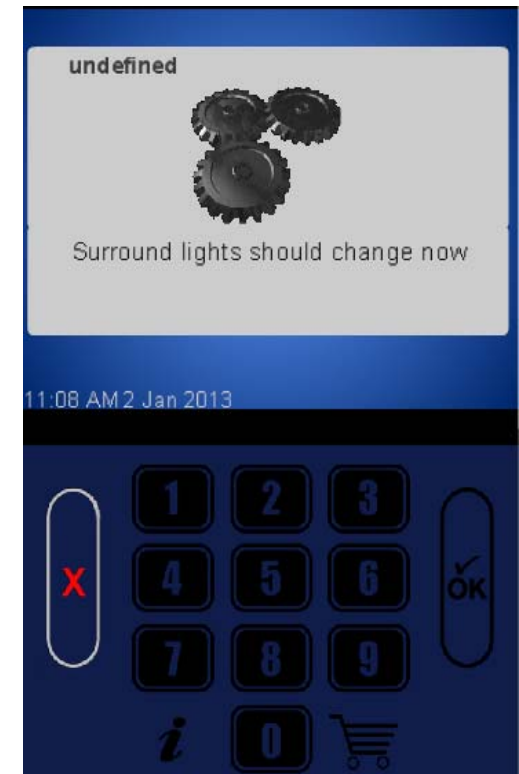 undefined
Surround lights should change now
11:08 AM 2 Jan 2013
1 2 3
X 4 5 6 OK
7 8 9
i 0